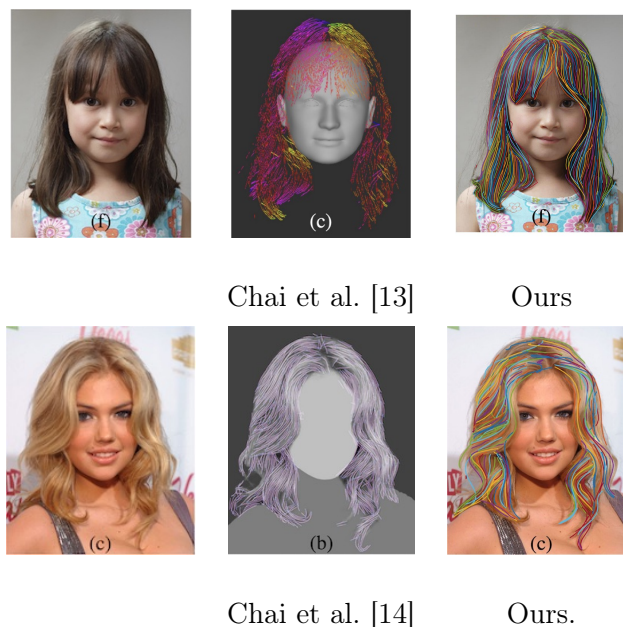 (f) (c) (f)
Chai et al. [13] Ours
(c) (b) (c)
Chai et al. [14] Ours.